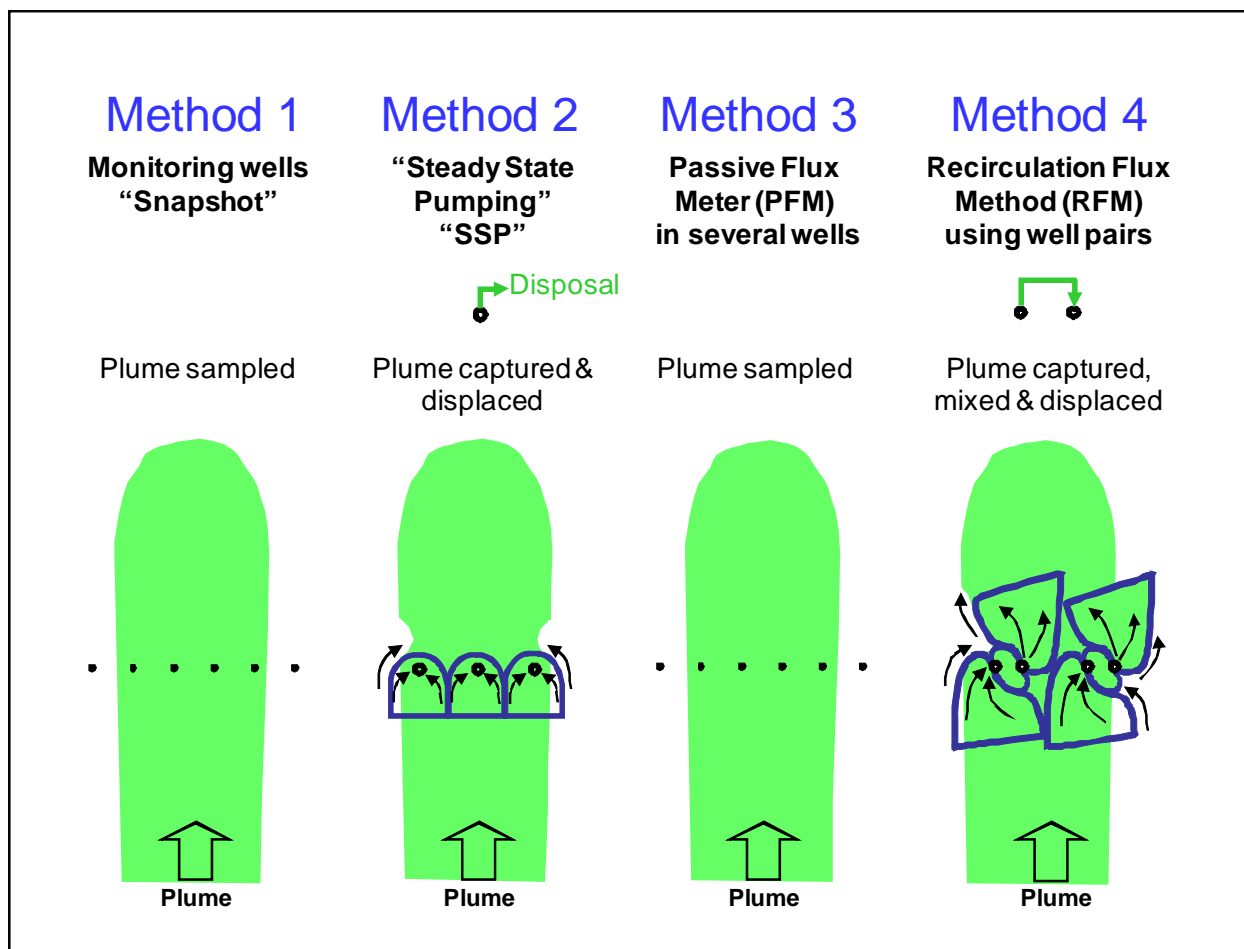 Method 1
Monitoring wells
“Snapshot”
Plume sampled
Plume
Method 2
“Steady State
Pumping”
“SSP”
Disposal
Plume captured &
displaced
Plume
Method 3
Passive Flux
Meter (PFM)
in several wells
Plume sampled
Plume
Method 4
Recirculation Flux
Method (RFM)
using well pairs
Plume captured,
mixed & displaced
Plume